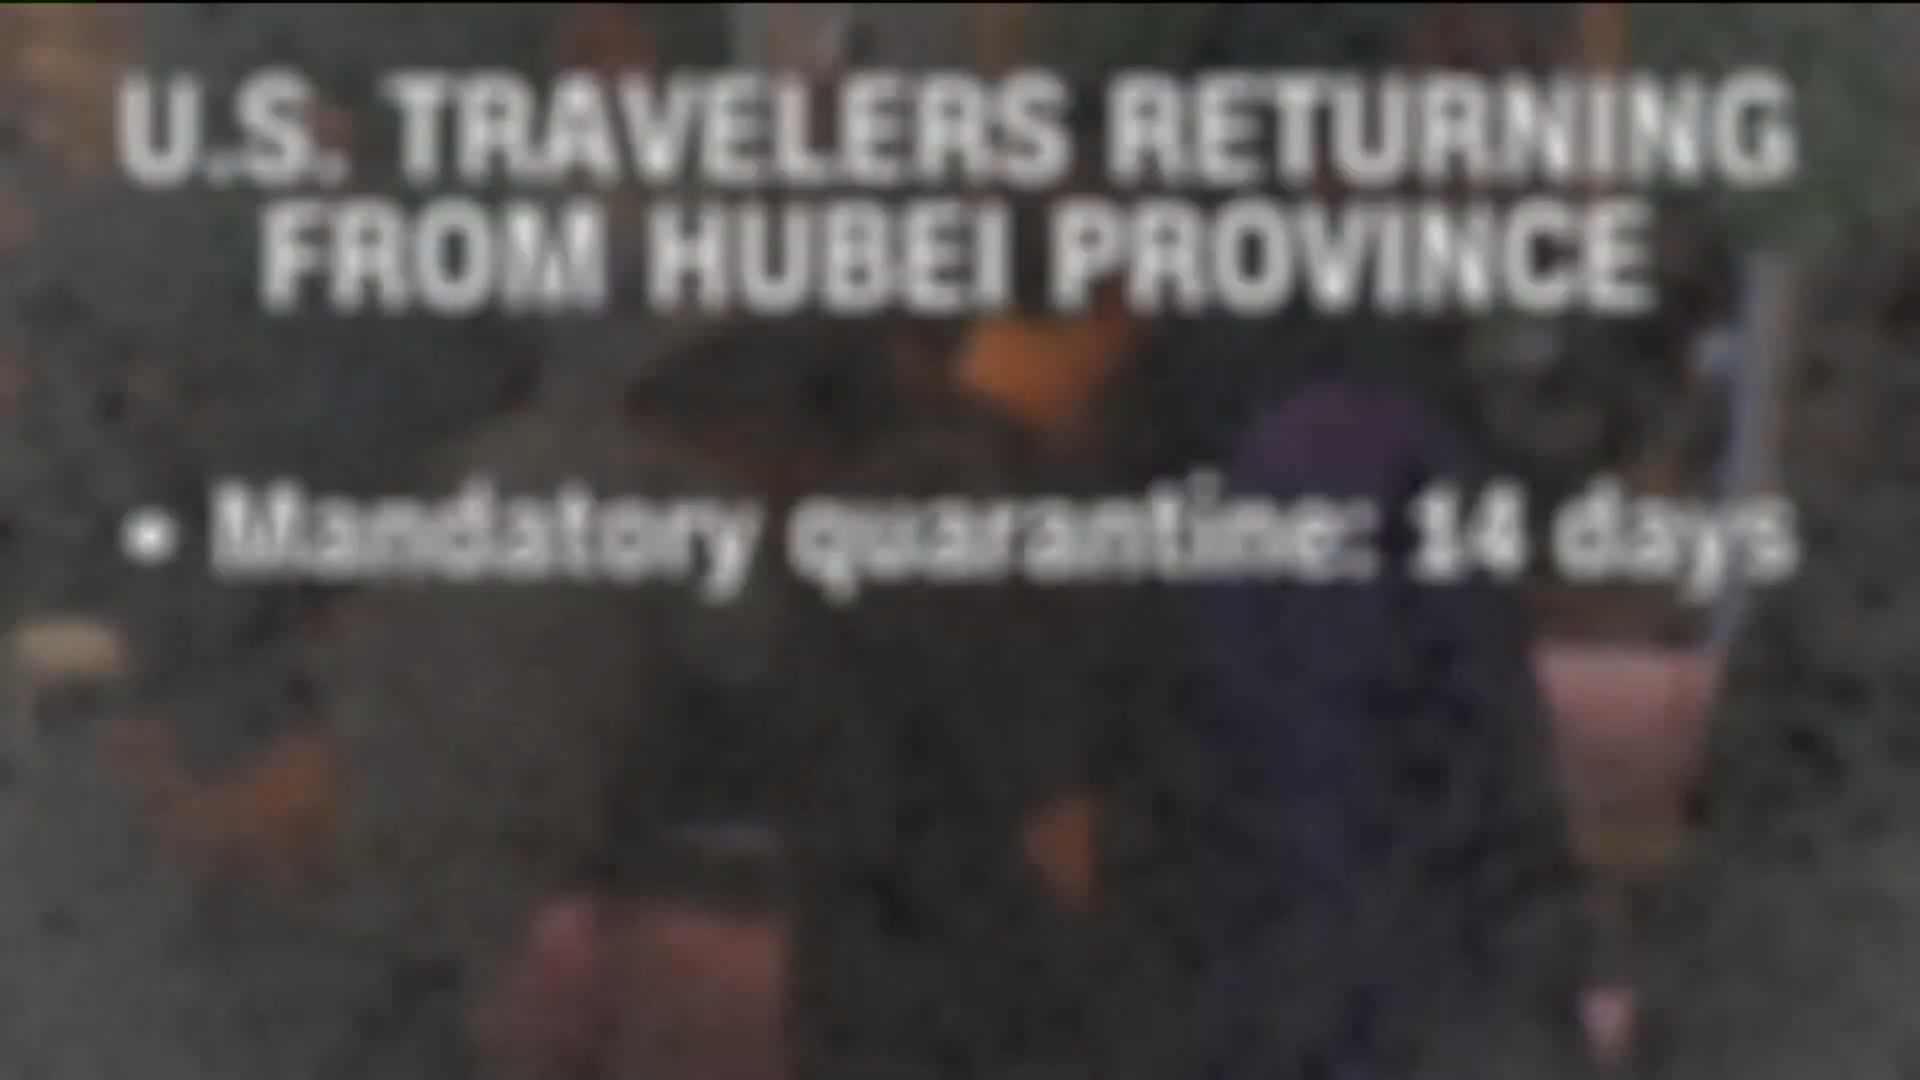 U.S. TRAVELERS RETURNING
FROM HUBEI PROVINCE
• Mandatory quarantine: 14 days